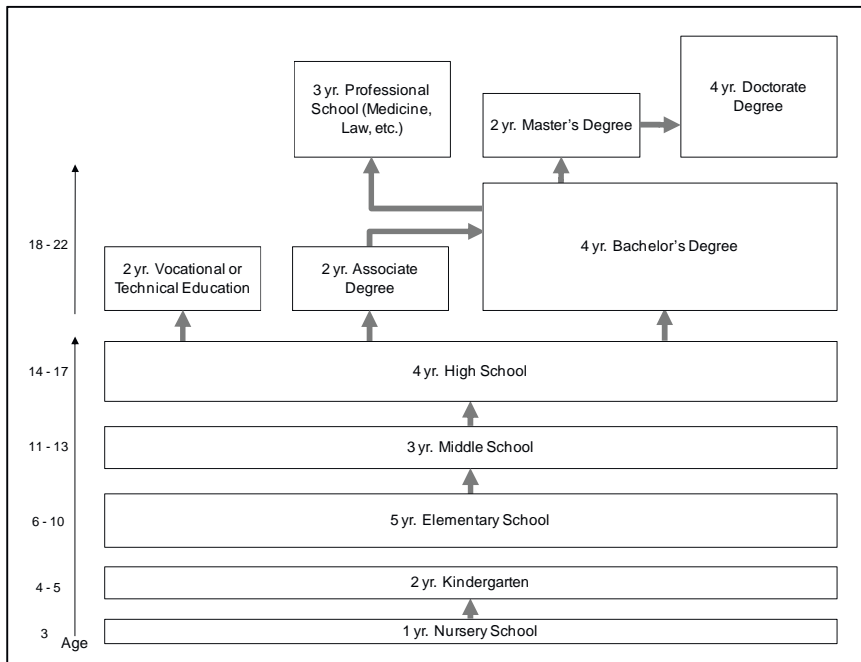 3 yr. Professional
School (Medicine,
Law, etc.)
2 yr. Master's Degree
4 yr. Doctorate
Degree
18 - 22
2 yr. Vocational or
Technical Education
2 yr. Associate
Degree
4 yr. Bachelor's Degree
14 - 17
4 yr. High School
11 - 13
3 yr. Middle School
6 - 10
5 yr. Elementary School
4 - 5
2 yr. Kindergarten
3
Age
1 yr. Nursery School